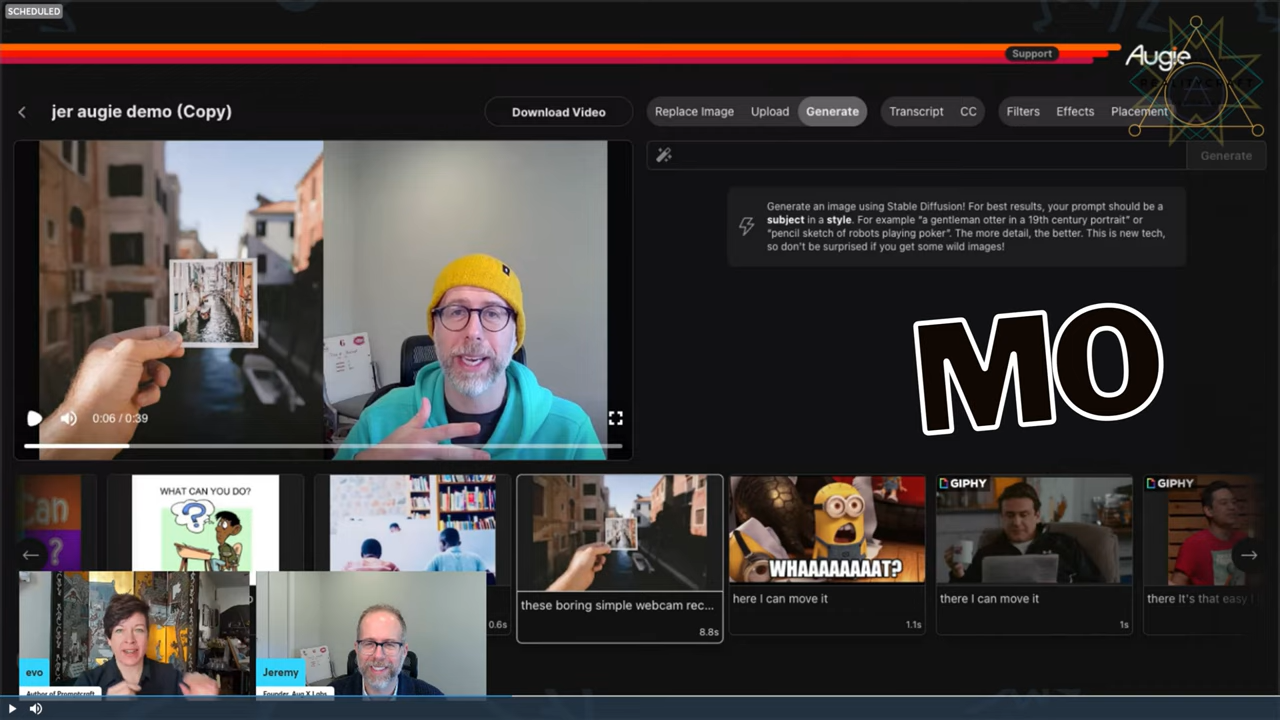 SCHEDULED
Support
Augie
jer augie demo (Copy)
Download Video
Replace Image
Upload
Generate
Transcript
CC
Filters
Effects
Placement
Generate
Generate an image using Stable Diffusion! For best results, your prompt should be a
subject in a style. For example "a gentleman otter in a 19th century portrait" or
"pencil sketch of robots playing poker". The more detail, the better. This is new tech,
so don't be surprised if you get some wild images!
0:06 / 0:39
MO
can
?
WHAT CAN YOU DO?
?
0.6s
these boring simple webcam rec...
8.8s
WHAAAAAAAT?
here I can move it
1.1s
GIPHY
there I can move it
1s
GIPHY
there It's that easy I
evo
Author of Promptcraft
Jeremy
Founder, Aug X Labs